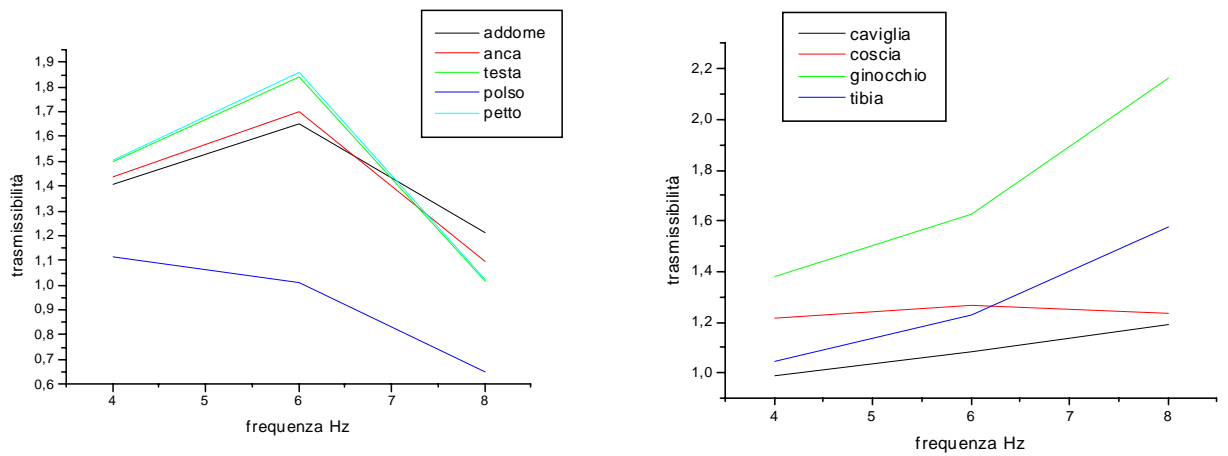 addome
anca
testa
polso
petto
1,9
1,8
1,7
1,6
1,5
1,4
1,3
1,2
1,1
1,0
0,9
0,8
0,7
0,6
trasmissibilità
4 5 6 7 8
frequenza Hz
caviglia
coscia
ginocchio
tibia
2,2
2,0
1,8
1,6
1,4
1,2
1,0
trasmissibilità
4 5 6 7 8
frequenza Hz